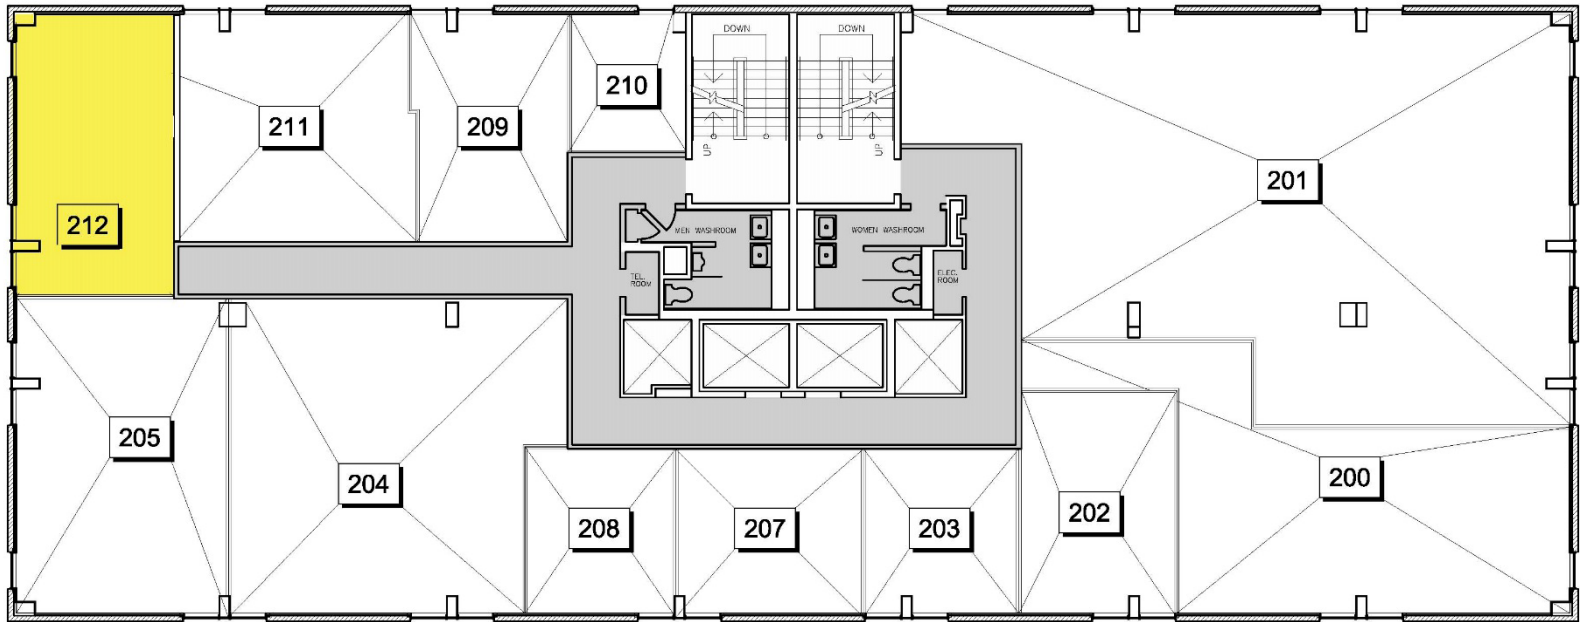 DOWN
DOWN
UP
UP
210
211
209
201
212
MEN WASHROOM
WOMEN WASHROOM
TEL.
ROOM
ELEC.
ROOM
205
204
200
208
207
203
202